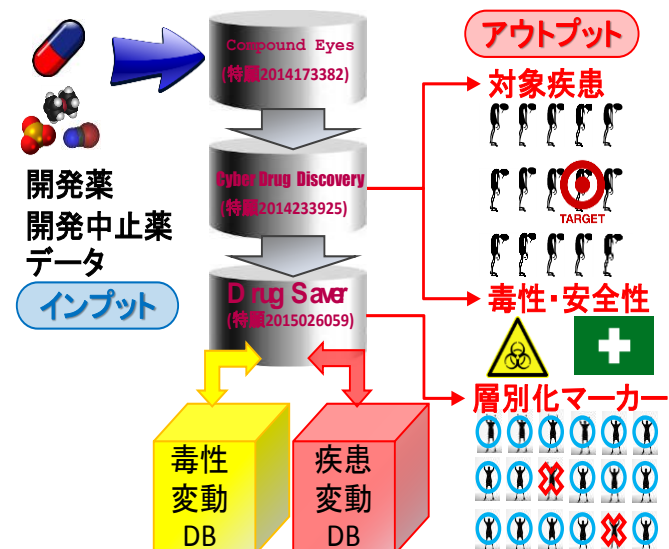 Compound Eyes
(特願2014173382)
Cyber Drug Discovery
(特願2014233925)
Drug Saver
(特願2015026059)
開発薬
開発中止薬
データ
インプット
毒性
変動
DB
疾患
変動
DB
アウトプット
対象疾患
TARGET
毒性・安全性
層別化マーカー